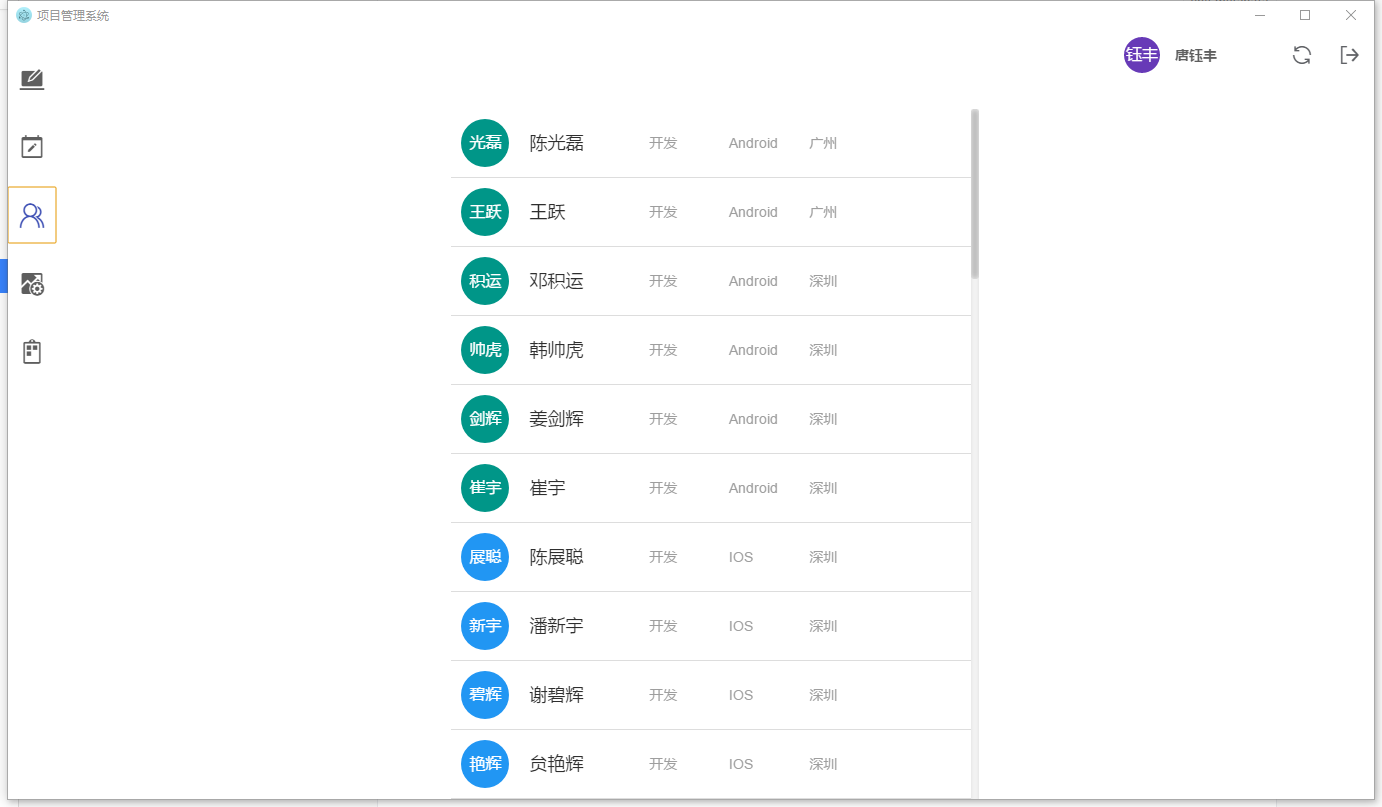 项目管理系统
钰丰 唐钰丰
光磊 陈光磊 开发 Android 广州
王跃 王跃 开发 Android 广州
积运 邓积运 开发 Android 深圳
帅虎 韩帅虎 开发 Android 深圳
剑辉 姜剑辉 开发 Android 深圳
崔宇 崔宇 开发 Android 深圳
展聪 陈展聪 开发 IOS 深圳
新宇 潘新宇 开发 IOS 深圳
碧辉 谢碧辉 开发 IOS 深圳
艳辉 贠艳辉 开发 IOS 深圳